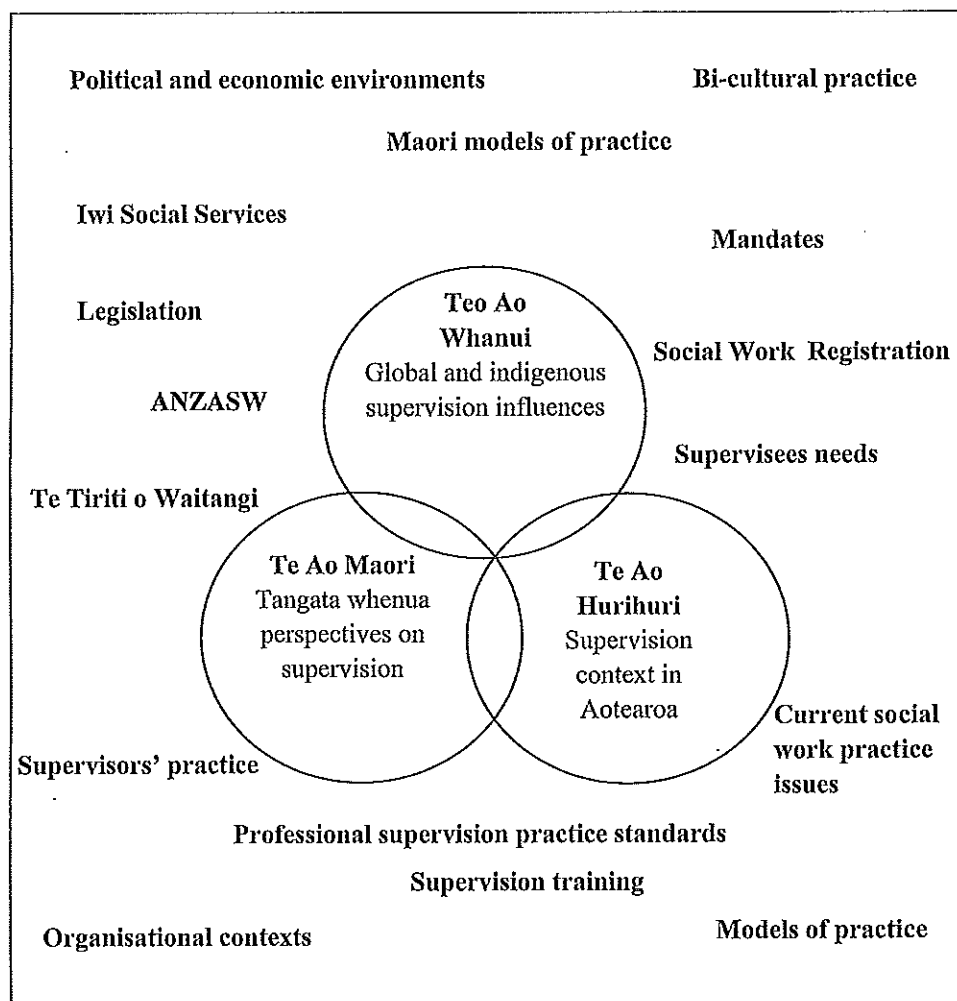 Political and economic environments
Bi-cultural practice
Maori models of practice
Iwi Social Services
Mandates
Legislation
Teo Ao
Whanui
Global and indigenous
supervision influences
Social Work Registration
ANZASW
Supervisees needs
Te Tiriti o Waitangi
Te Ao Maori
Tangata whenua
perspectives on
supervision
Te Ao
Hurihuri
Supervision
context in
Aotearoa
Current social
work practice
issues
Supervisors' practice
Professional supervision practice standards
Supervision training
Organisational contexts
Models of practice